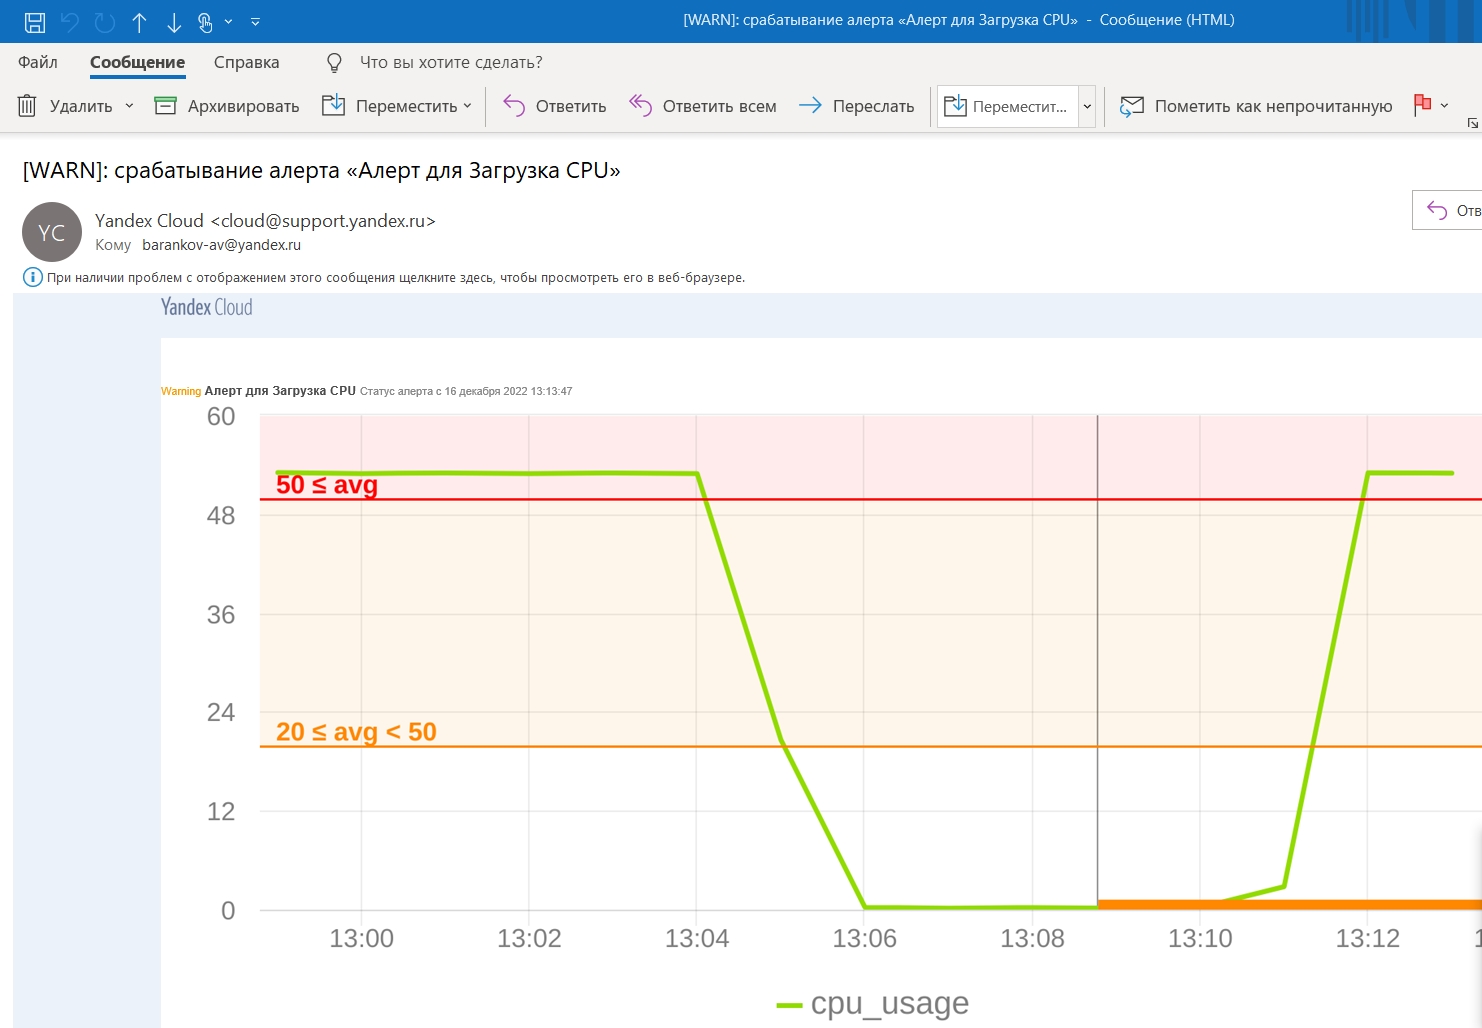 [WARN]: срабатывание алерта «Алерт для Загрузка CPU» - Сообщение (HTML)
Файл Сообщение Справка Что вы хотите сделать?
Удалить Архивировать Переместить Ответить Ответить всем Переслать Переместит... Пометить как непрочитанную
[WARN]: срабатывание алерта «Алерт для Загрузка CPU»
YC
Yandex Cloud <cloud@support.yandex.ru>
Кому barankov-av@yandex.ru
Отв
При наличии проблем с отображением этого сообщения щелкните здесь, чтобы просмотреть его в веб-браузере.
Yandex Cloud
Warning Алерт для Загрузка CPU Статус алерта с 16 декабря 2022 13:13:47
60
50 ≤ avg
48
36
24
20 ≤ avg < 50
12
0
13:00 13:02 13:04 13:06 13:08 13:10 13:12
cpu_usage